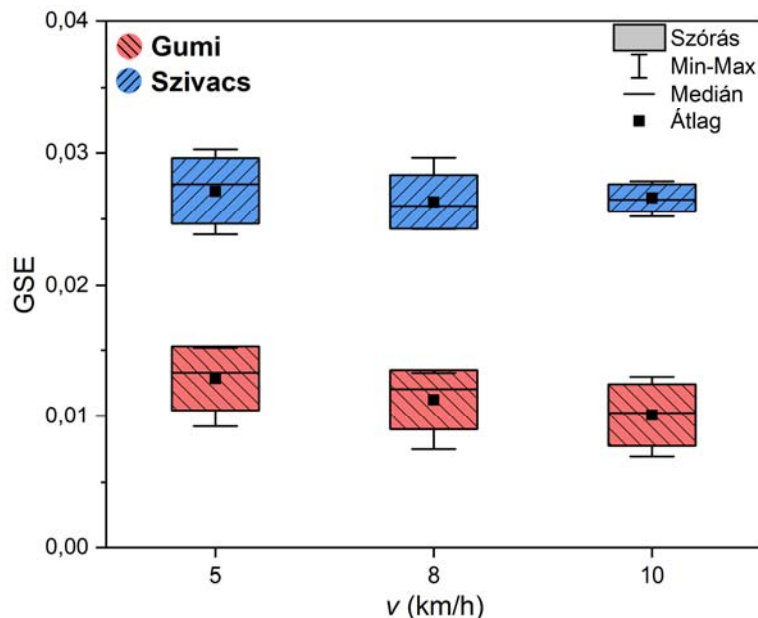 0,04
0,03
0,02
0,01
0,00
GSE
Gumi
Szivacs
Szórás
Min-Max
Medián
Átlag
5
8
10
v (km/h)